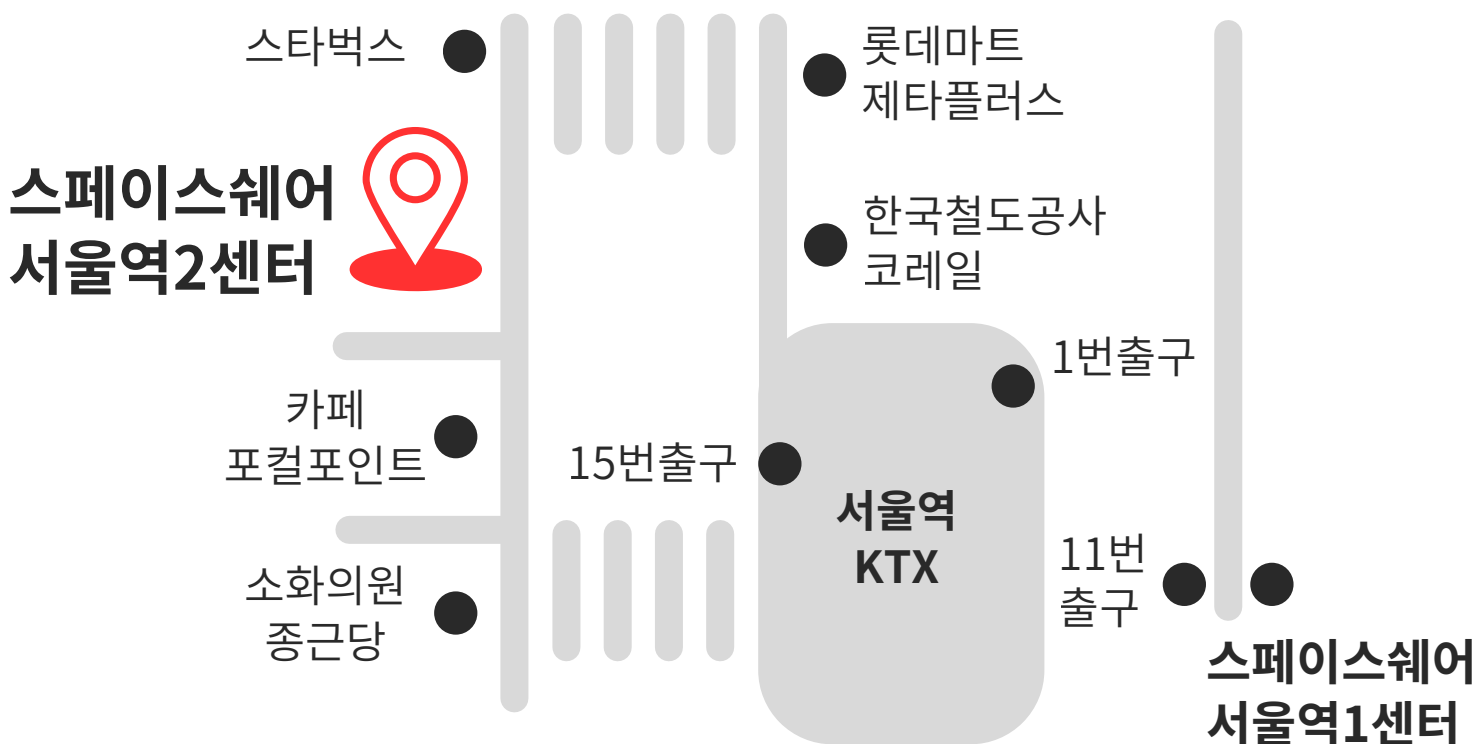 스타벅스
롯데마트
제타플러스
스페이스쉐어
서울역2센터
한국철도공사
코레일
1번출구
카페
포컬포인트
15번출구
서울역
KTX
11번
출구
소화의원
종근당
스페이스쉐어
서울역1센터